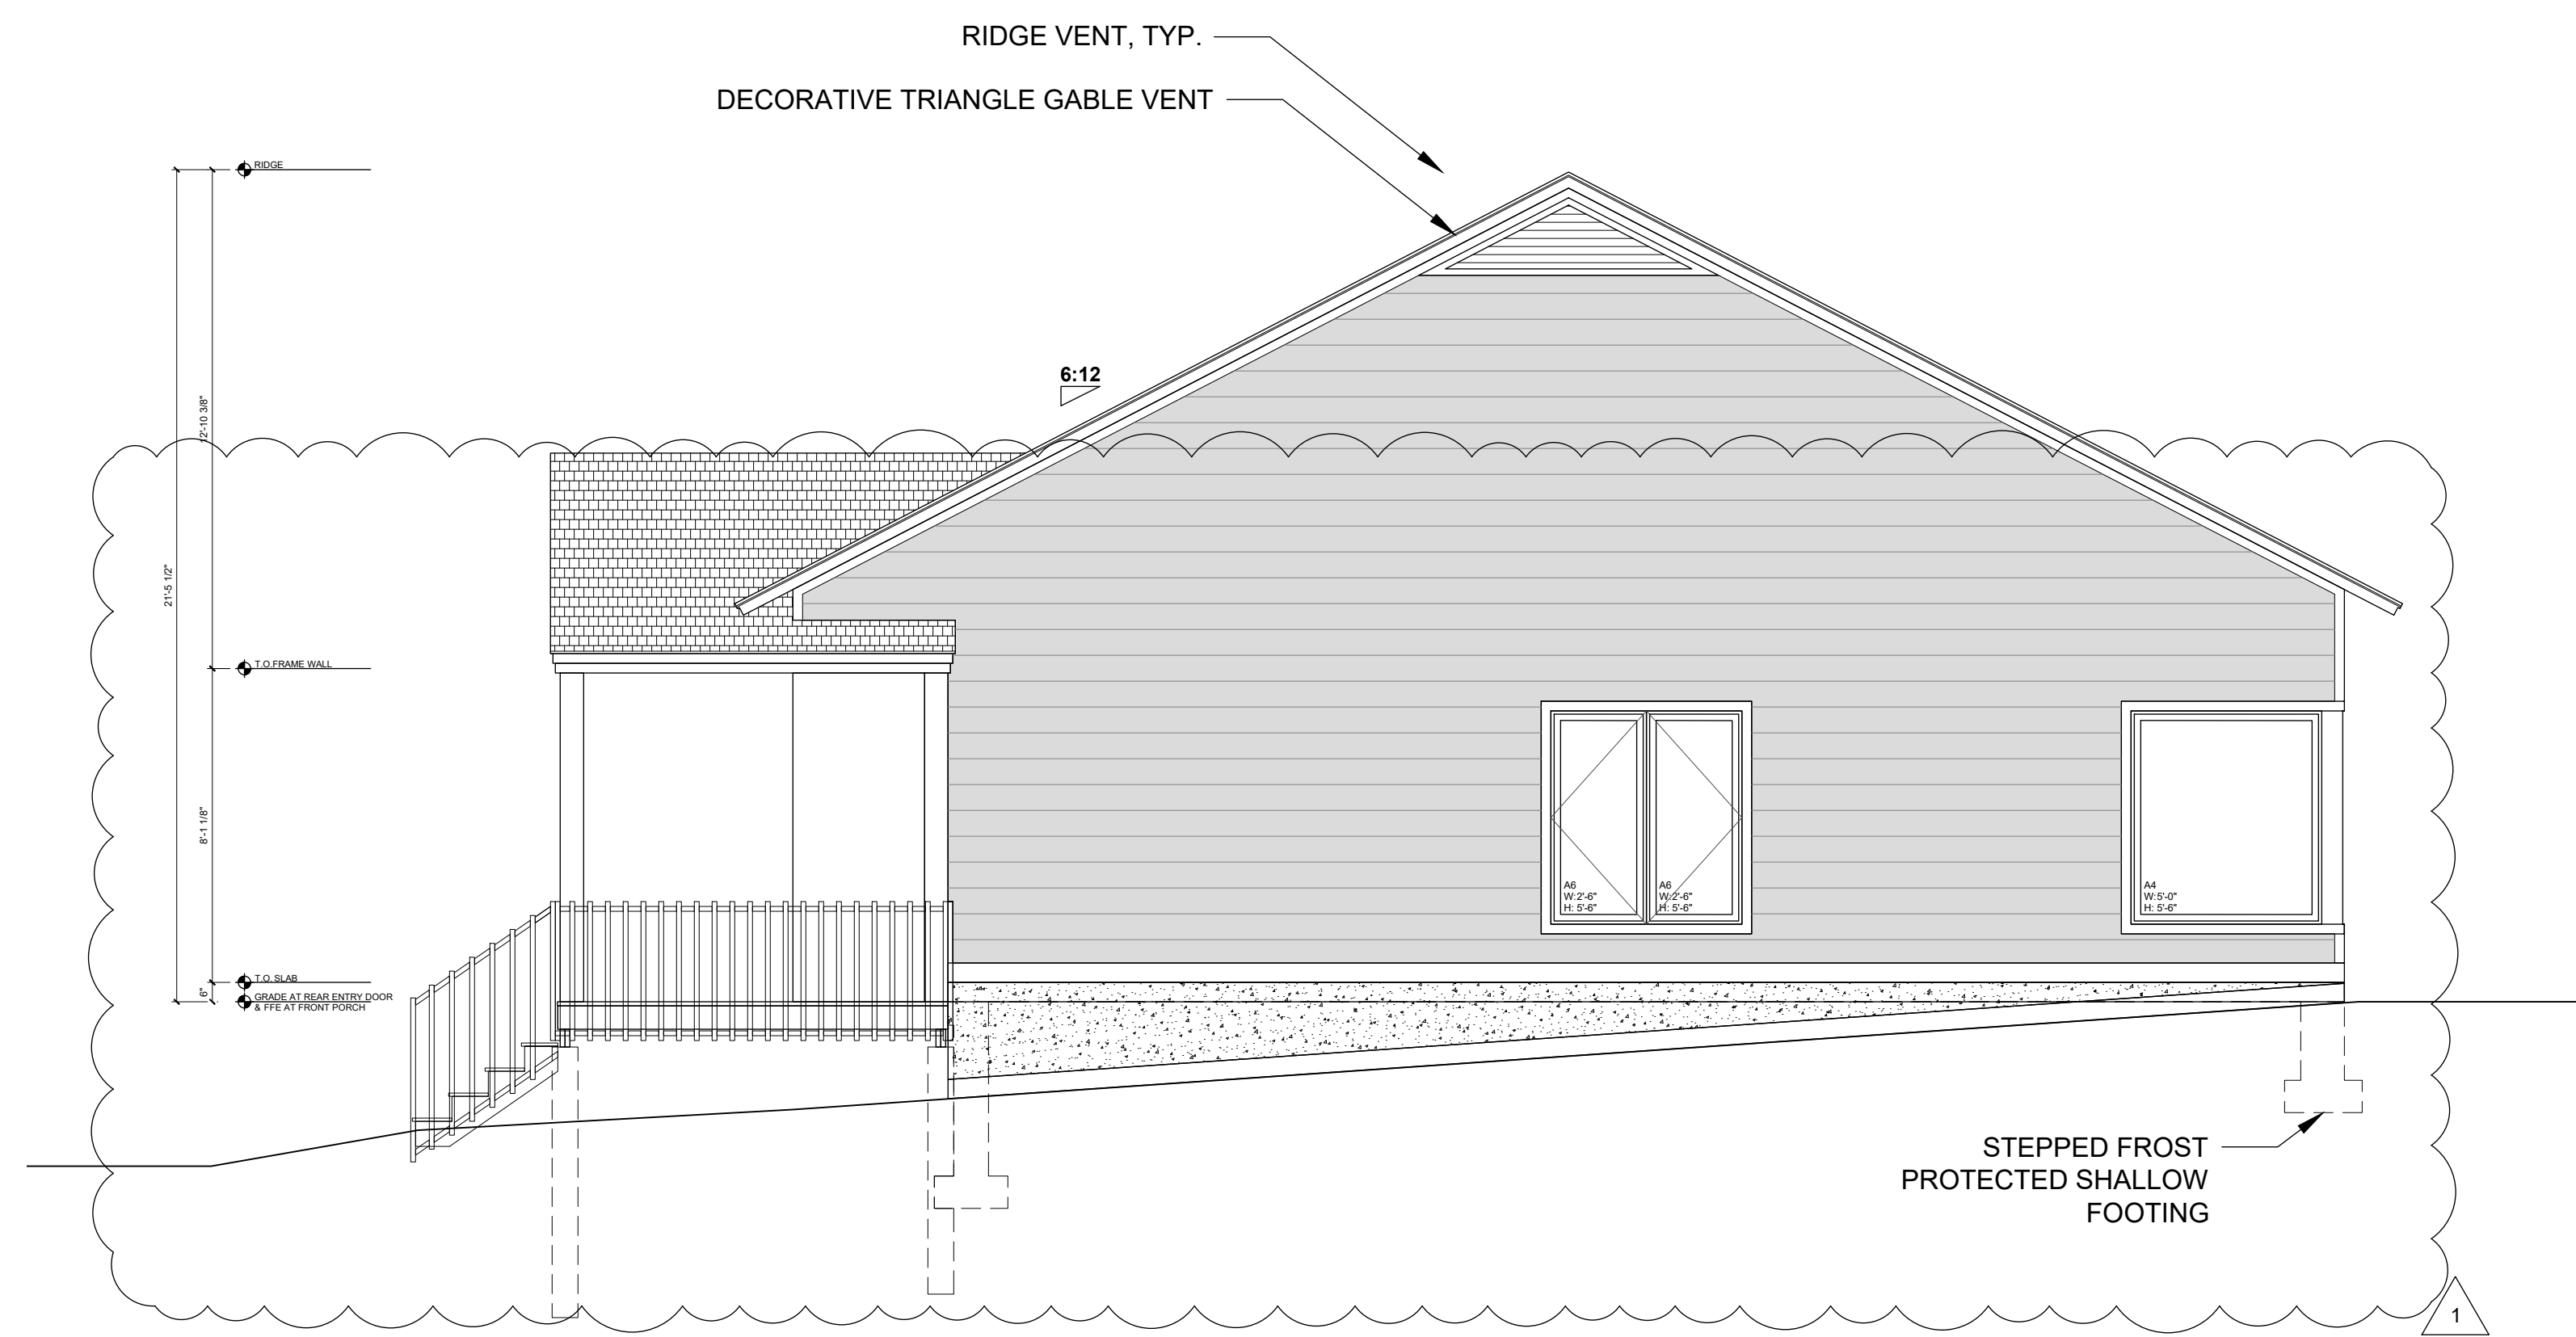 RIDGE VENT, TYP.
DECORATIVE TRIANGLE GABLE VENT
RIDGE
6:12
12'-10 3/8"
21'-5 1/2"
T.O.FRAME WALL
8'-1 1/8"
A6
W:2'-6"
H: 5'-6"
A6
W:2'-6"
H: 5'-6"
A4
W:5'-0"
H: 5'-6"
T.O. SLAB
6"
GRADE AT REAR ENTRY DOOR
& FFE AT FRONT PORCH
STEPPED FROST
PROTECTED SHALLOW
FOOTING
1